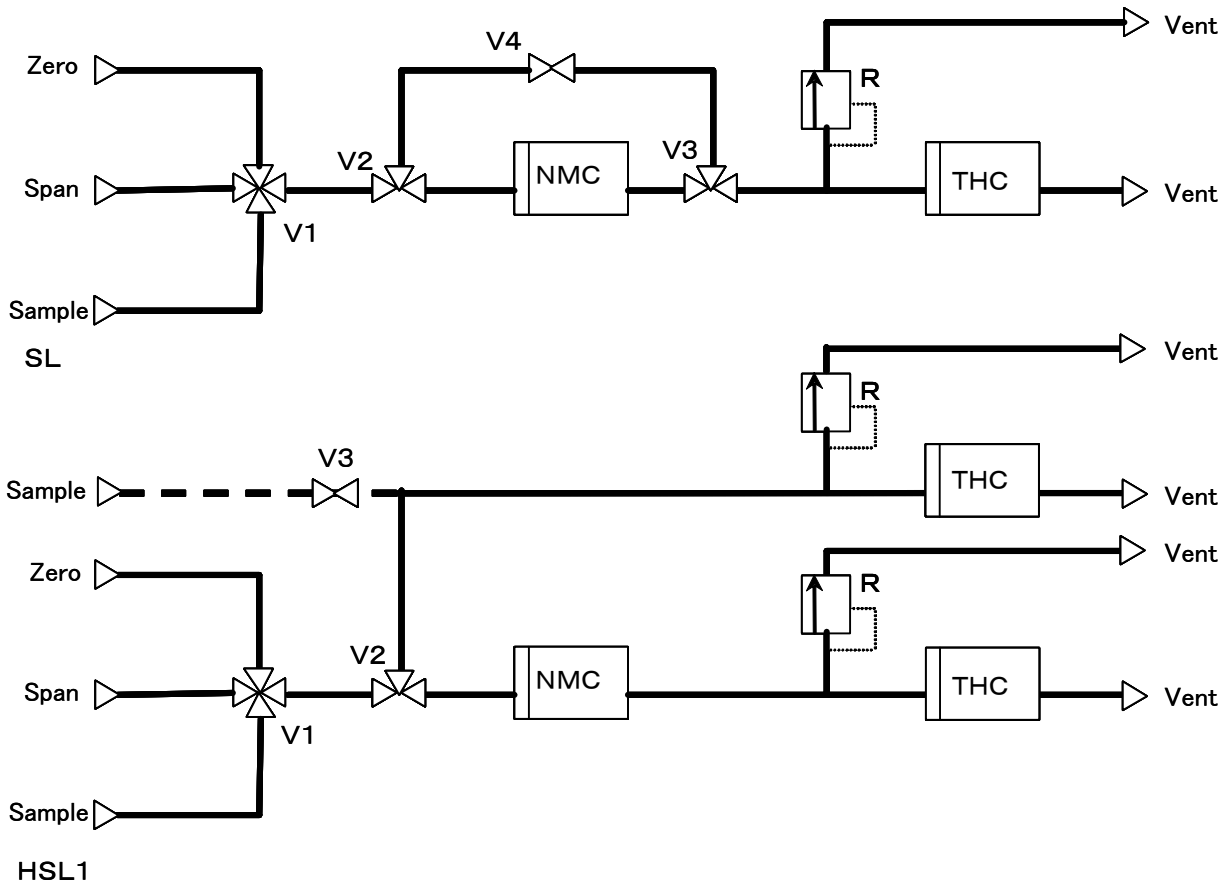 Vent
V4
Zero
R
V2
NMC
V3
THC
Span
Vent
V1
Sample
SL
Vent
R
V3
THC
Sample
Vent
Vent
Zero
R
V2
NMC
THC
Span
Vent
V1
Sample
HSL1